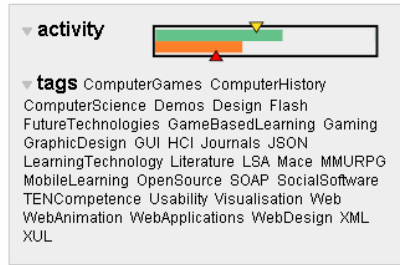 activity
tags ComputerGames ComputerHistory
ComputerScience Demos Design Flash
FutureTechnologies GameBasedLearning Gaming
GraphicDesign GUI HCI Journals JSON
LearningTechnology Literature LSA Mace MMURPG
MobileLearning OpenSource SOAP SocialSoftware
TENCompetence Usability Visualisation Web
WebAnimation WebApplications WebDesign XML
XUL